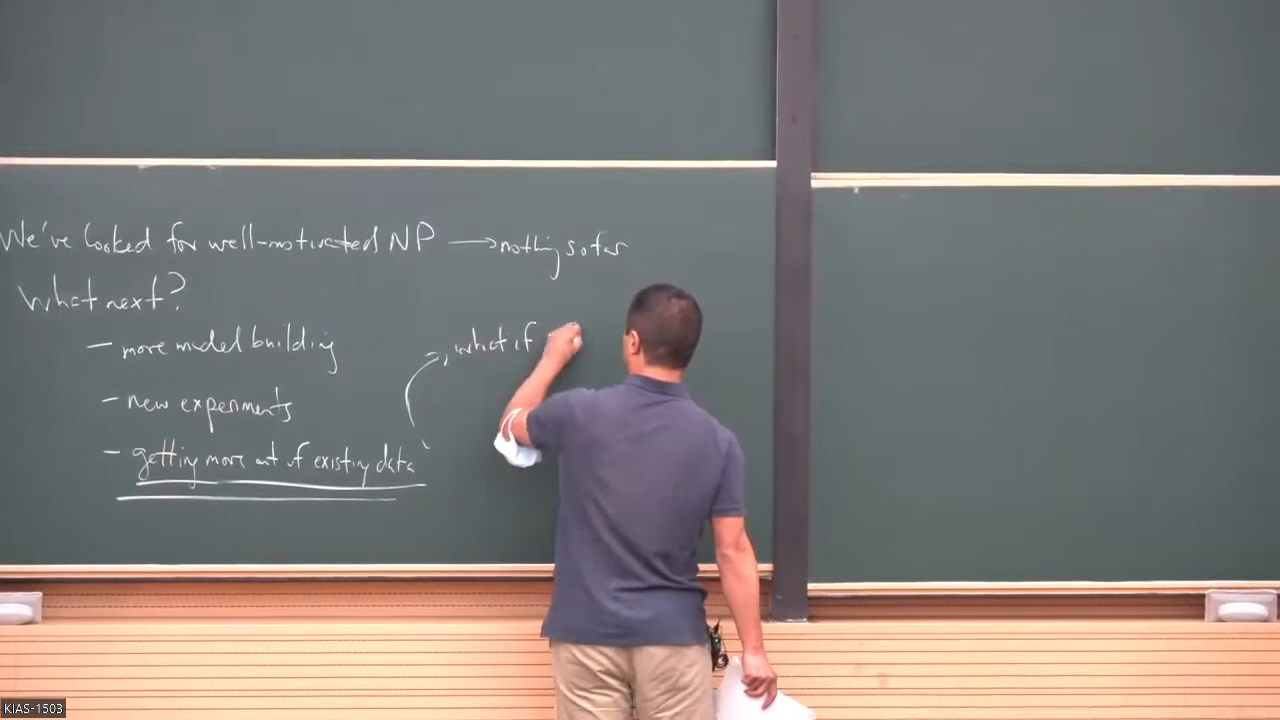 We've looked for well-motivated NP → nothing so far
What next?
- more model building
, what if
- new experiments
- getting more out of existing data
KIAS-1503